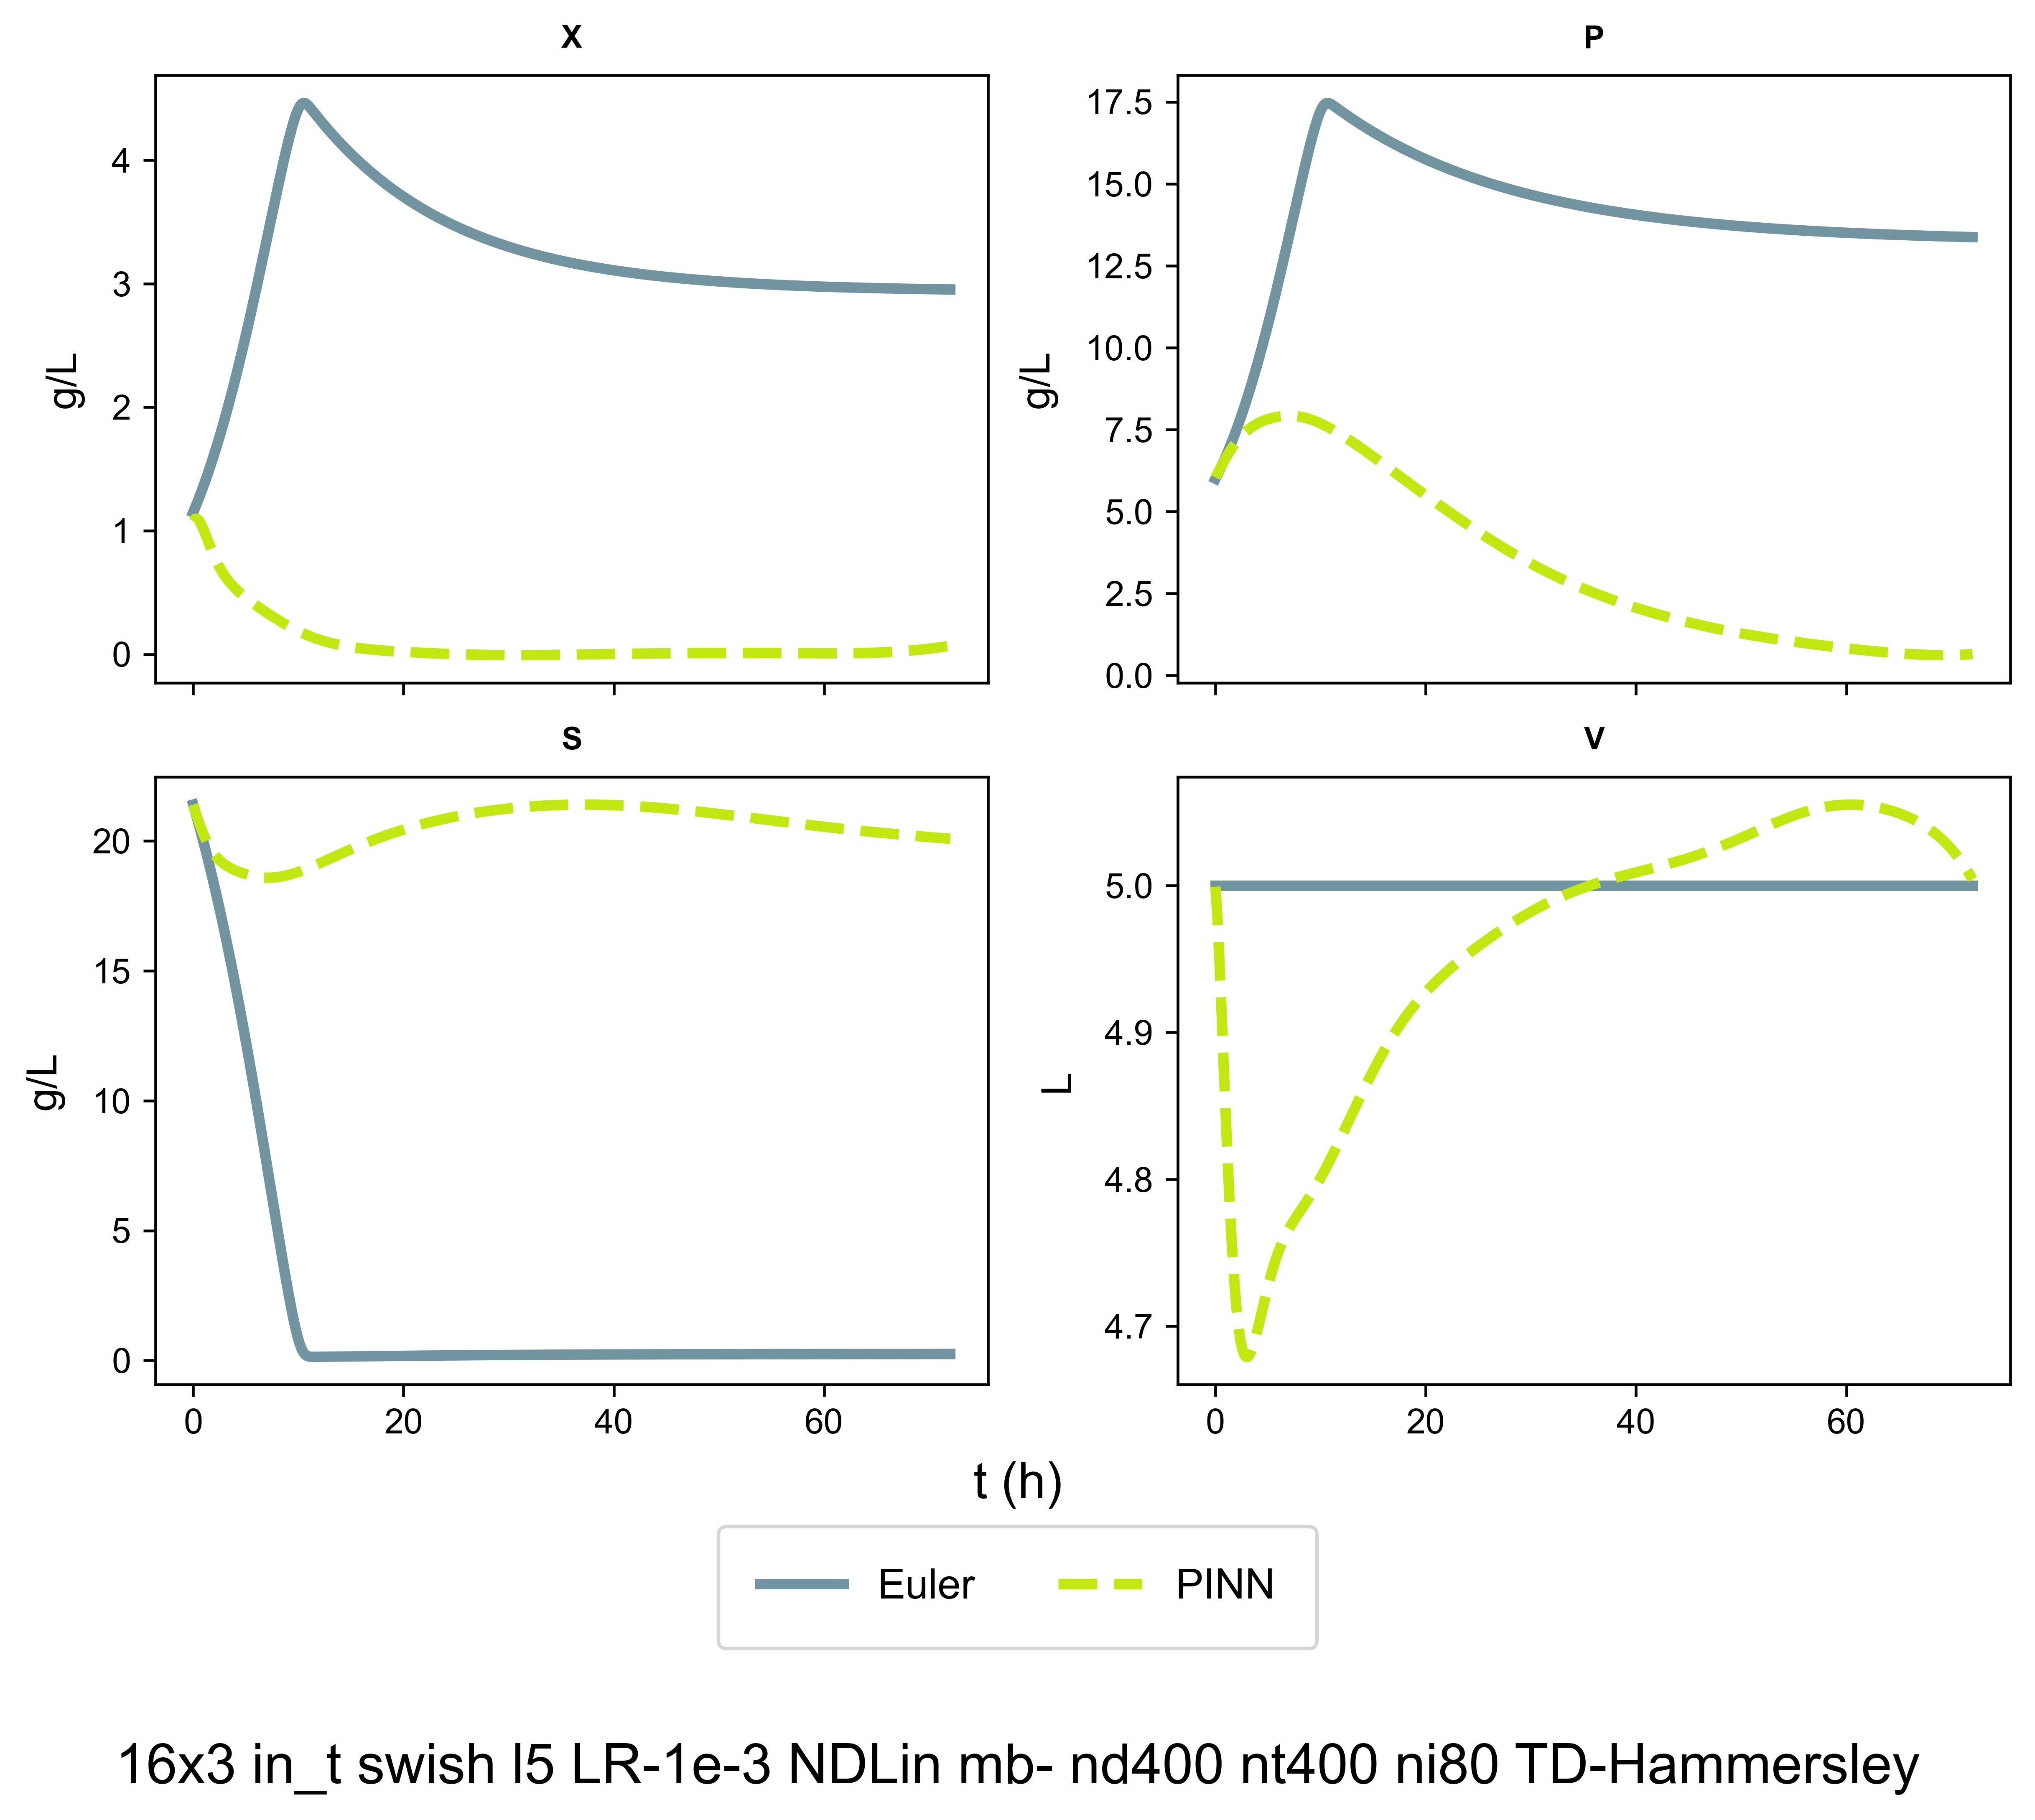 X
4
3
2
1
0
g/L
P
17.5
15.0
12.5
10.0
7.5
5.0
2.5
0.0
g/L
S
20
15
10
5
0
g/L
0 20 40 60
V
5.0
4.9
4.8
4.7
L
0 20 40 60
t (h)
Euler PINN
16x3 in_t swish l5 LR-1e-3 NDLin mb- nd400 nt400 ni80 TD-Hammersley